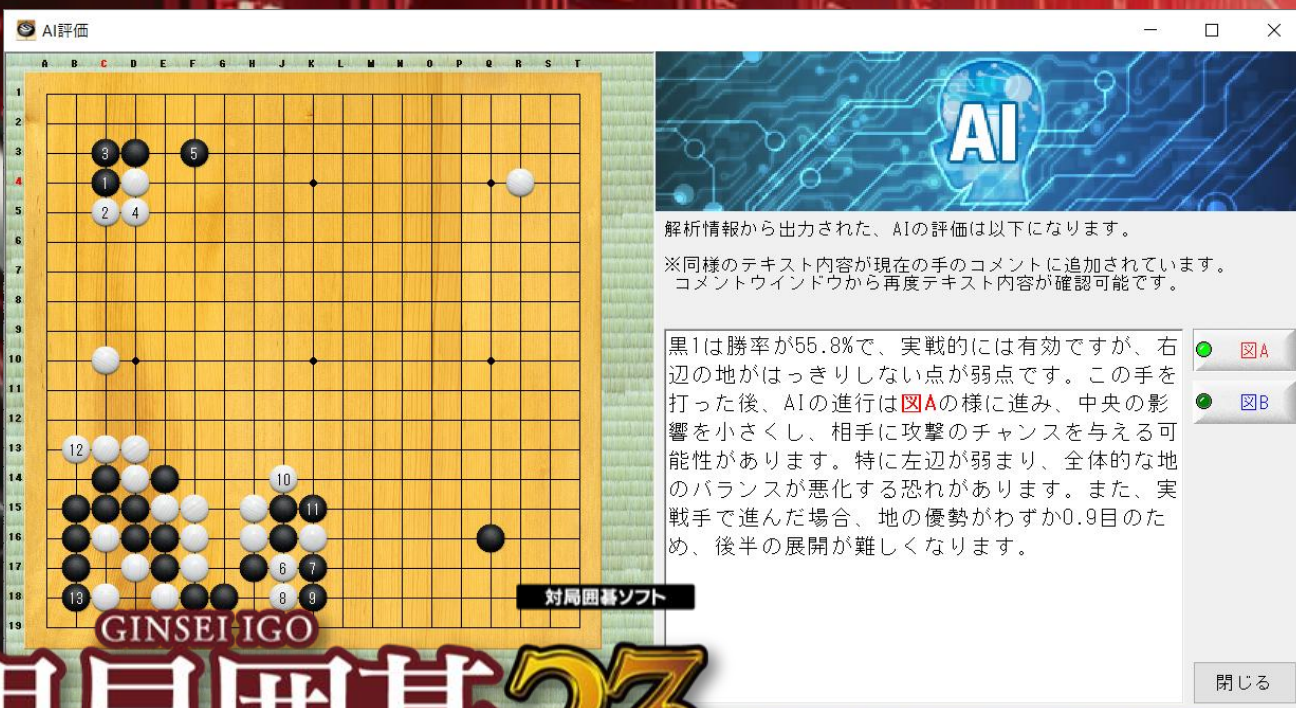 AI評価
A B C D E F G H J K L M N O P Q R S T
1
2
3 3 5
4 1
5 2 4
6
7
8
9
10
11
12
13 12
14 10
15 11
16
17 6 7
18 13 8 9
19
AI
解析情報から出力された、AIの評価は以下になります。
※同様のテキスト内容が現在の手のコメントに追加されています。
コメントウインドウから再度テキスト内容が確認可能です。
黒1は勝率が55.8%で、実戦的には有効ですが、右
辺の地がはっきりしない点が弱点です。この手を
打った後、AIの進行は図Aの様に進み、中央の影
響を小さくし、相手に攻撃のチャンスを与える可
能性があります。特に左辺が弱まり、全体的な地
のバランスが悪化する恐れがあります。また、実
戦手で進んだ場合、地の優勢がわずか0.9目のた
め、後半の展開が難しくなります。
図A
図B
閉じる
対局囲碁ソフト
GINSEI IGO
囲碁23